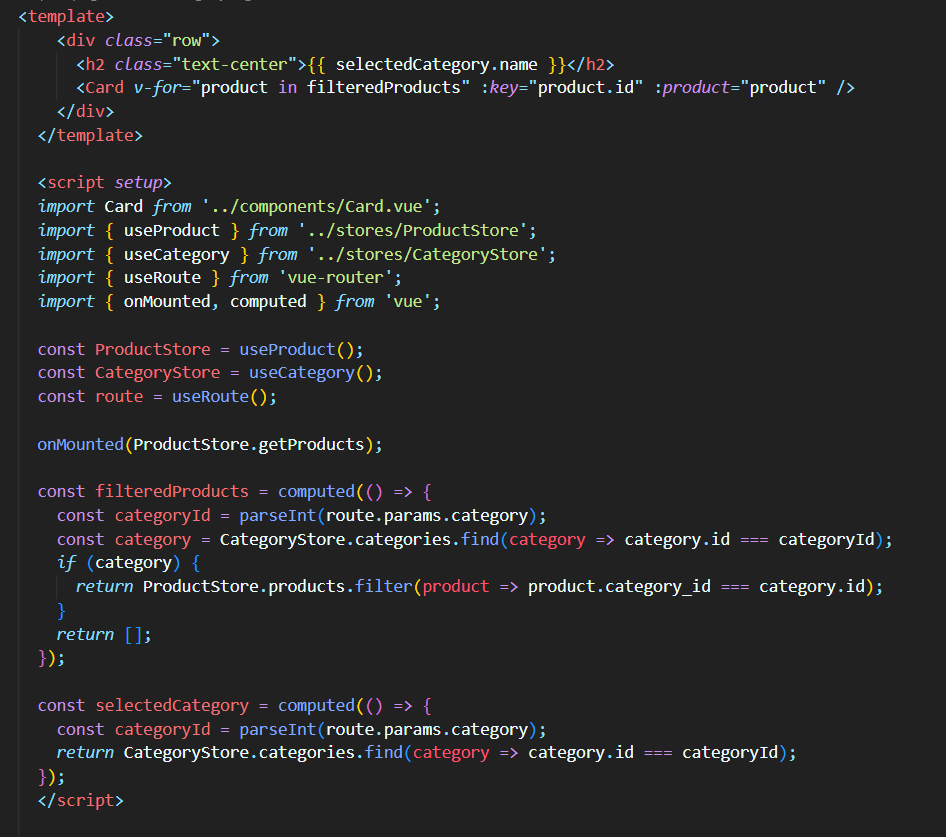 <template>
<div class="row">
<h2 class="text-center">{{ selectedCategory.name }}</h2>
<Card v-for="product in filteredProducts" :key="product.id" :product="product" />
</div>
</template>
<script setup>
import Card from '../components/Card.vue';
import { useProduct } from '../stores/ProductStore';
import { useCategory } from '../stores/CategoryStore';
import { useRoute } from 'vue-router';
import { onMounted, computed } from 'vue';
const ProductStore = useProduct();
const CategoryStore = useCategory();
const route = useRoute();
onMounted(ProductStore.getProducts);
const filteredProducts = computed(() => {
const categoryId = parseInt(route.params.category);
const category = CategoryStore.categories.find(category => category.id === categoryId);
if (category) {
return ProductStore.products.filter(product => product.category_id === category.id);
}
return [];
});
const selectedCategory = computed(() => {
const categoryId = parseInt(route.params.category);
return CategoryStore.categories.find(category => category.id === categoryId);
});
</script>